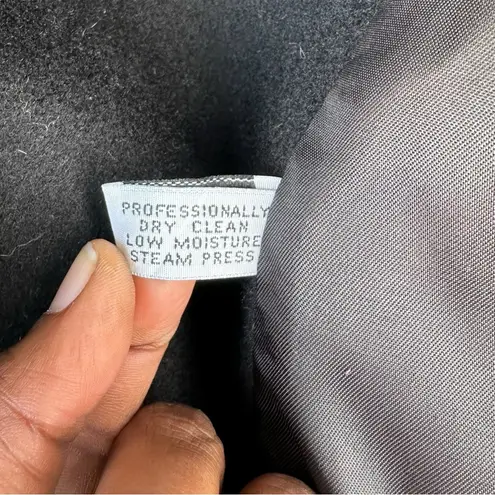 PROFESSIONALLY
DRY CLEAN
LOW MOISTURE
STEAM PRESS